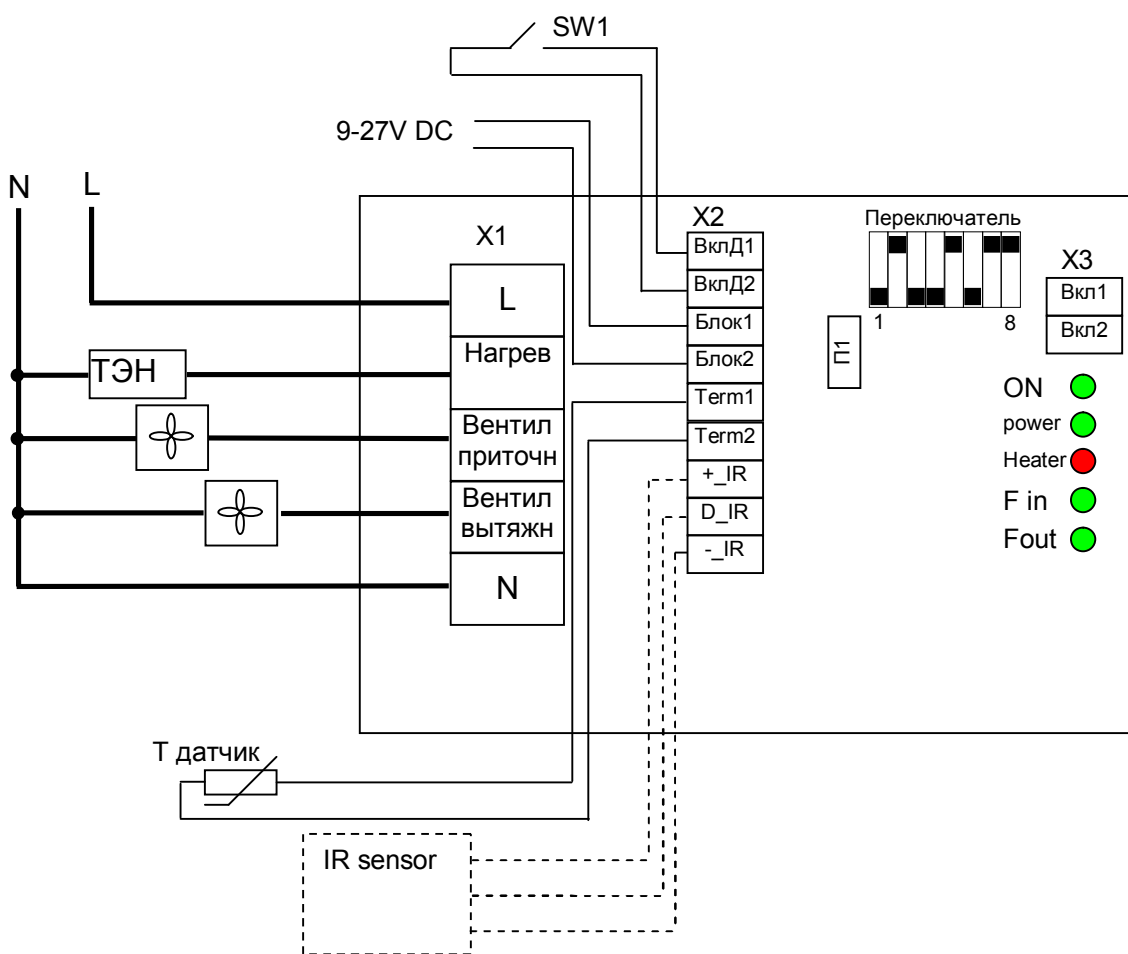 SW1
9-27V DC
N
L
X1
L
Нагрев
Вентил
приточн
Вентил
вытяжн
N
ТЭН
X2
ВклД1
ВклД2
Блок1
Блок2
Term1
Term2
+_IR
D_IR
-_IR
Переключатель
1
8
П1
X3
Вкл1
Вкл2
ON
power
Heater
F in
Fout
Т датчик
IR sensor